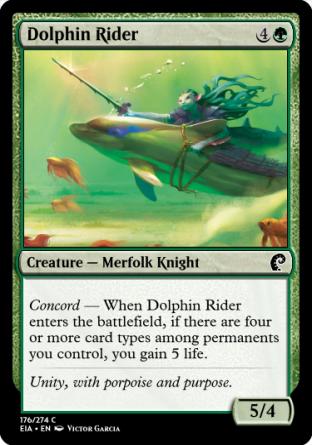 Dolphin Rider 4
Creature — Merfolk Knight
Concord — When Dolphin Rider
enters the battlefield, if there are four
or more card types among permanents
you control, you gain 5 life.
Unity, with porpoise and purpose.
5/4
176/274 C
EIA • EN VICTOR GARCIA